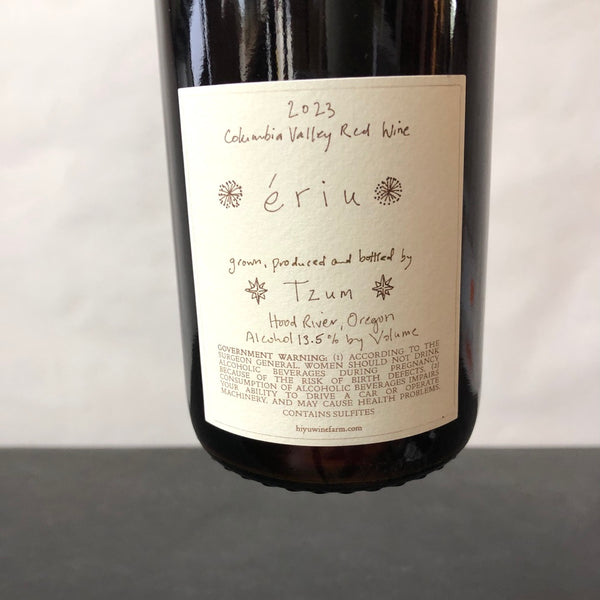 2023
Columbia Valley Red Wine
ériu
grown, produced and bottled by
Tzum
Hood River, Oregon
Alcohol 13.5% by Volume
GOVERNMENT WARNING: (1) ACCORDING TO THE
SURGEON GENERAL, WOMEN SHOULD NOT DRINK
ALCOHOLIC BEVERAGES DURING PREGNANCY
BECAUSE OF THE RISK OF BIRTH DEFECTS. (2)
CONSUMPTION OF ALCOHOLIC BEVERAGES IMPAIRS
YOUR ABILITY TO DRIVE A CAR OR OPERATE
MACHINERY, AND MAY CAUSE HEALTH PROBLEMS.
CONTAINS SULFITES
hiyuwinefarm.com